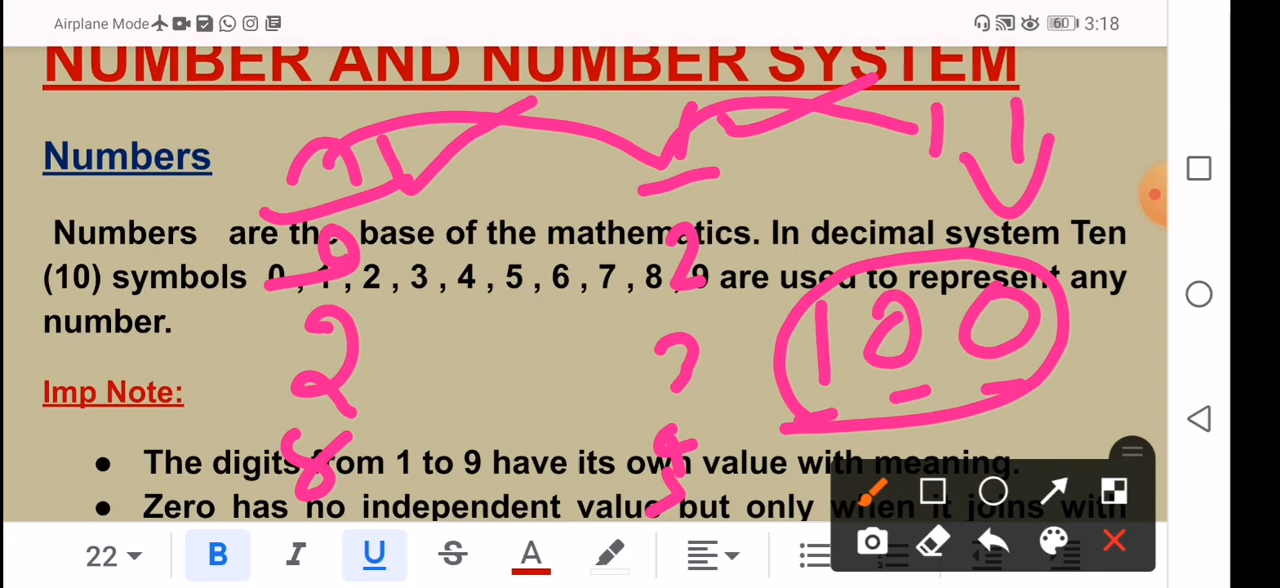 Airplane Mode 60 3:18
NUMBER AND NUMBER SYSTEM
Numbers
Numbers are the base of the mathematics. In decimal system Ten
(10) symbols 0 , 1 , 2 , 3 , 4 , 5 , 6 , 7 , 8 , 9 are used to represent any
number.
100
Imp Note:
● The digits from 1 to 9 have its own value with meaning.
● Zero has no independent value but only when it joins with
22 B I U S A